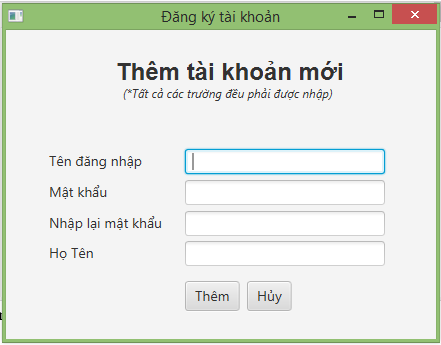 Đăng ký tài khoản
Thêm tài khoản mới
(*Tất cả các trường đều phải được nhập)
Tên đăng nhập
Mật khẩu
Nhập lại mật khẩu
Họ Tên
Thêm Hủy